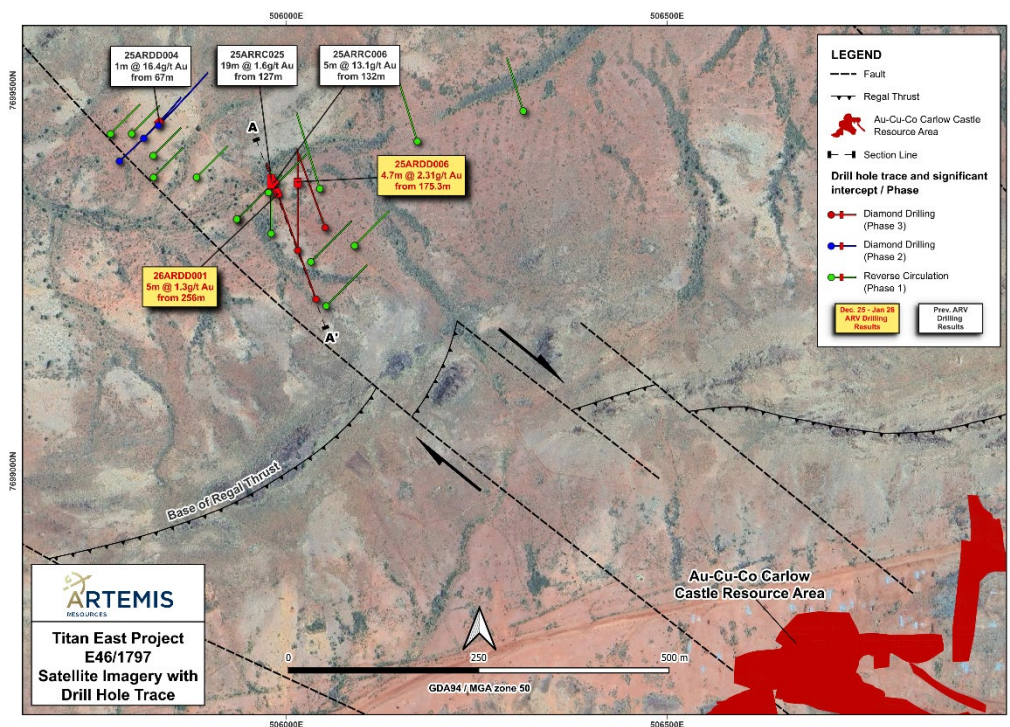 506000E
506500E
7699500N
7699000N
25ARDD004
1m @ 16.4g/t Au
from 67m
25ARRC025
19m @ 1.6g/t Au
from 127m
25ARRC006
5m @ 13.1g/t Au
from 132m
A
25ARDD006
4.7m @ 2.31g/t Au
from 175.3m
26ARDD001
5m @ 1.3g/t Au
from 256m
A'
LEGEND
Fault
Regal Thrust
Au-Cu-Co Carlow Castle
Resource Area
Section Line
Drill hole trace and significant
intercept / Phase
Diamond Drilling
(Phase 3)
Diamond Drilling
(Phase 2)
Reverse Circulation
(Phase 1)
Dec. 25 - Jan 26
ARV Drilling
Results
Prev. ARV
Drilling
Results
Base of Regal Thrust
Au-Cu-Co Carlow
Castle Resource Area
ARTEMIS
RESOURCES
Titan East Project
E46/1797
Satellite Imagery with
Drill Hole Trace
0
250
500 m
GDA94 / MGA zone 50
506000E
506500E